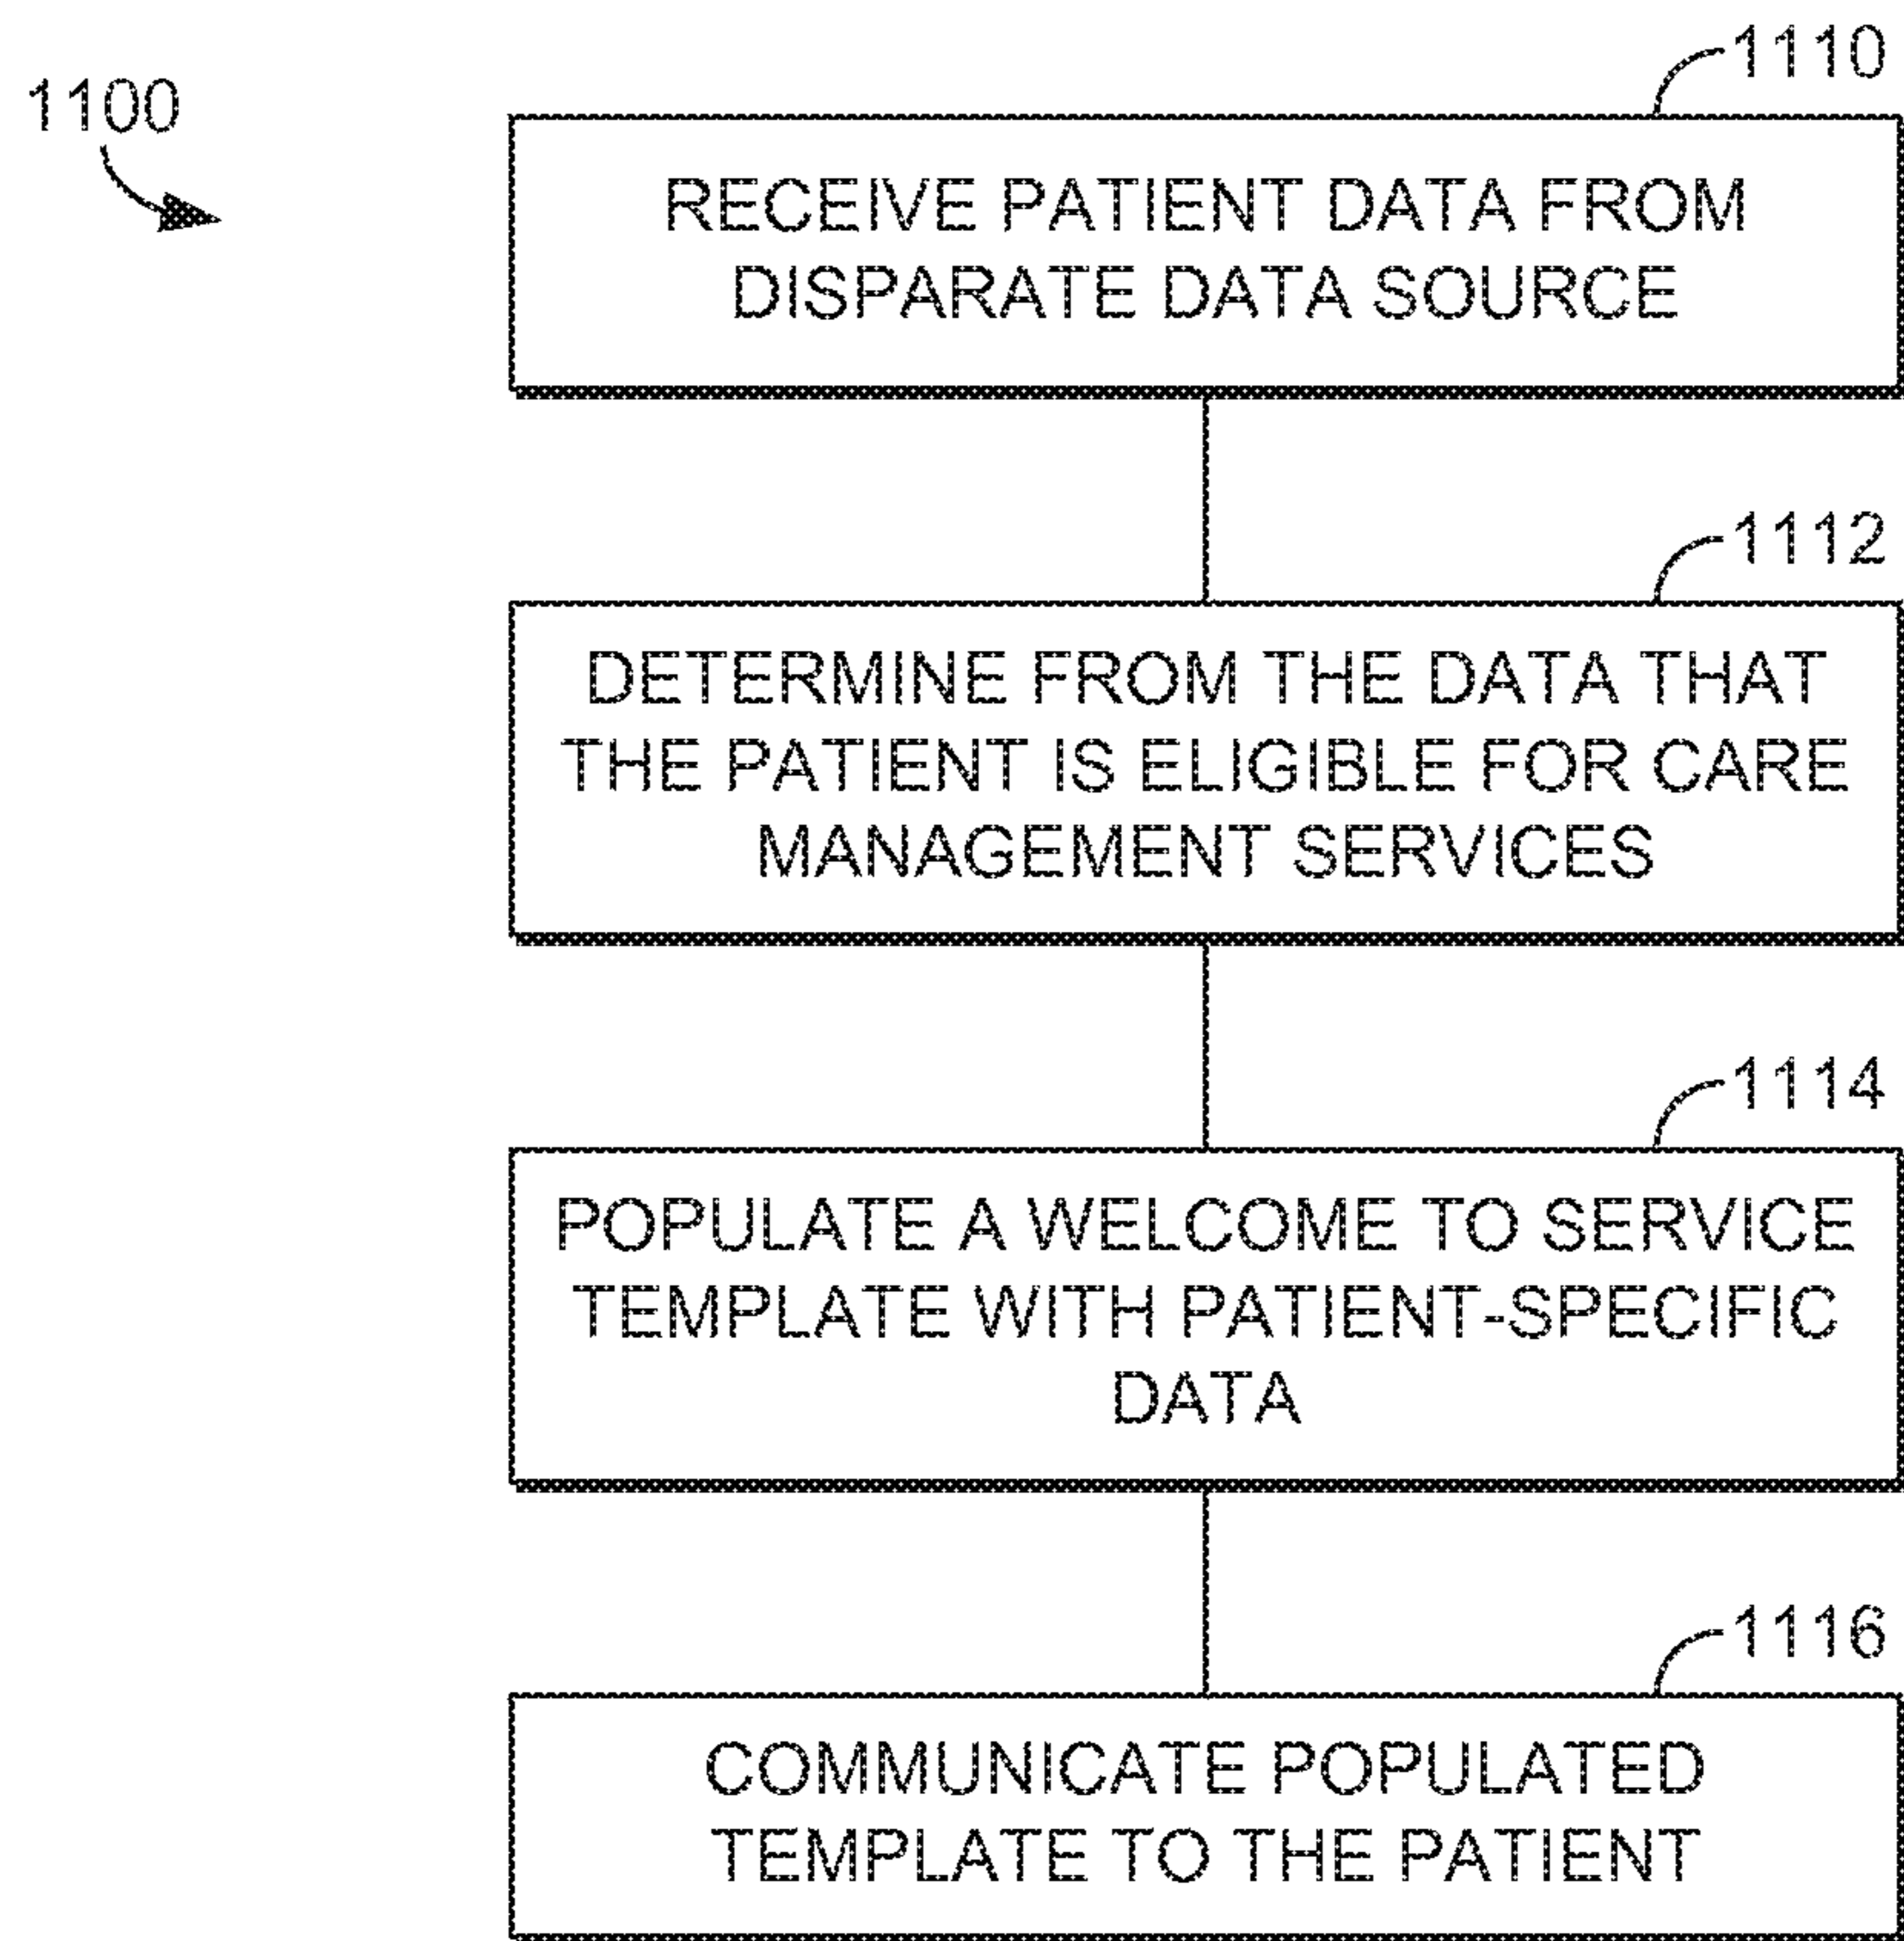 1100
1110
RECEIVE PATIENT DATA FROM
DISPARATE DATA SOURCE
1112
DETERMINE FROM THE DATA THAT
THE PATIENT IS ELIGIBLE FOR CARE
MANAGEMENT SERVICES
1114
POPULATE A WELCOME TO SERVICE
TEMPLATE WITH PATIENT-SPECIFIC
DATA
1116
COMMUNICATE POPULATED
TEMPLATE TO THE PATIENT